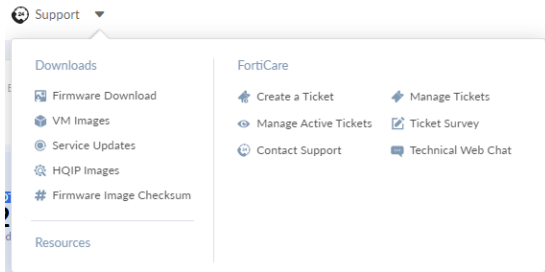 Support
Downloads
Firmware Download
VM Images
Service Updates
HQIP Images
Firmware Image Checksum
Resources
FortiCare
Create a Ticket
Manage Tickets
Manage Active Tickets
Ticket Survey
Contact Support
Technical Web Chat